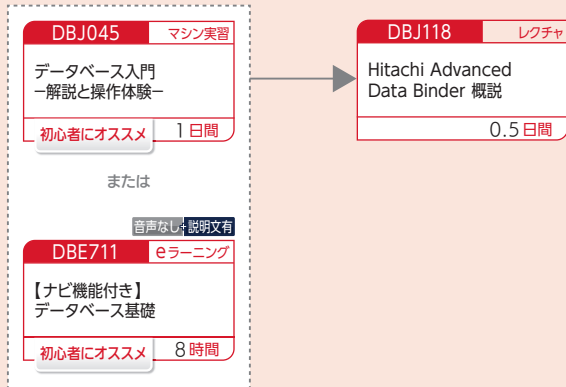 DBJ045 マシン実習
データベース入門
−解説と操作体験−
初心者にオススメ 1日間
または
音声なし+説明文有
DBE711 eラーニング
【ナビ機能付き】
データベース基礎
初心者にオススメ 8時間
DBJ118 レクチャ
Hitachi Advanced
Data Binder 概説
0.5日間